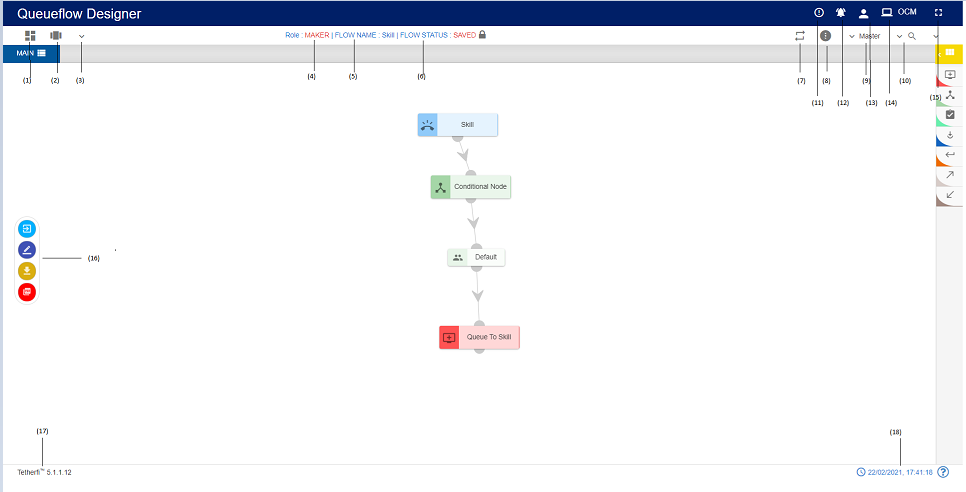 Queueflow Designer
OCM
Role : MAKER | FLOW NAME : Skill | FLOW STATUS : SAVED
Master
MAIN
(1) (2) (3) (4) (5) (6) (7) (8) (9) (10)
(11) (12) (13) (14) (15)
Skill
Conditional Node
Default
(16)
Queue To Skill
(17) (18)
Tetherfi™ 5.1.1.12
22/02/2021, 17:41:18